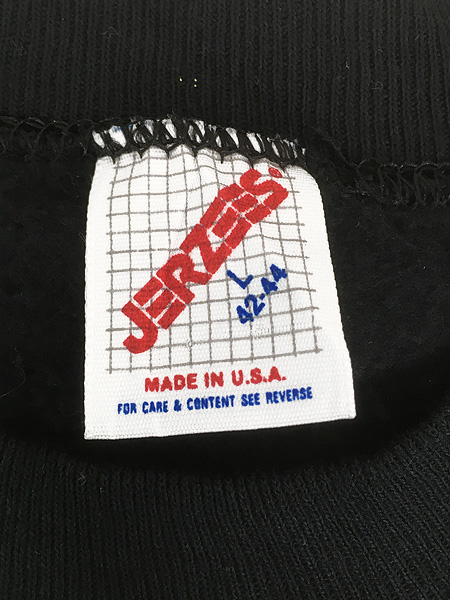 JERZEES®
L
42-44
MADE IN U.S.A.
FOR CARE & CONTENT SEE REVERSE